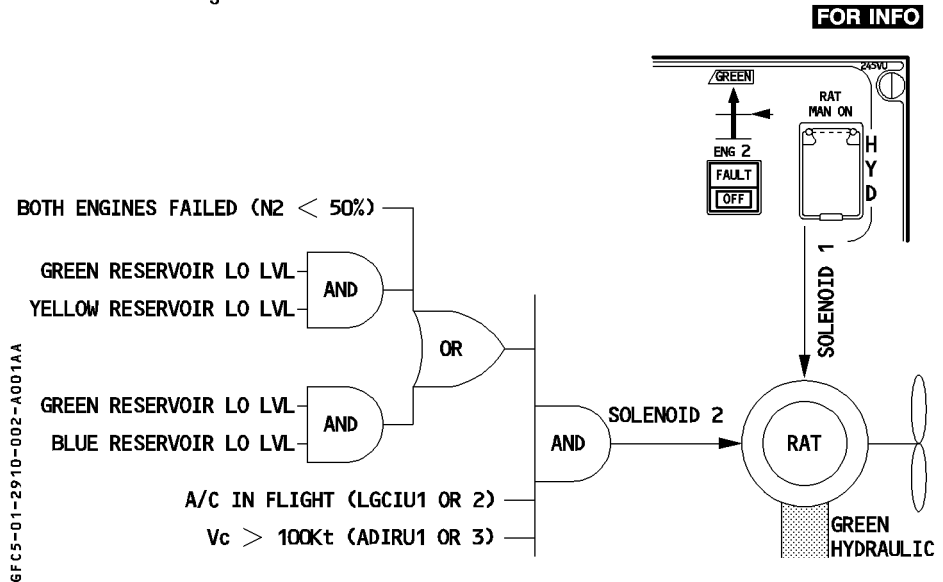 FOR INFO
245VU
GREEN
RAT
MAN ON
ENG 2
FAULT
OFF
H
Y
D
BOTH ENGINES FAILED (N2 < 50%)
GREEN RESERVOIR LO LVL
YELLOW RESERVOIR LO LVL
AND
OR
GREEN RESERVOIR LO LVL
BLUE RESERVOIR LO LVL
AND
A/C IN FLIGHT (LGCIU1 OR 2)
Vc > 100Kt (ADIRU1 OR 3)
AND
SOLENOID 2
SOLENOID 1
RAT
GREEN
HYDRAULIC
GFC5-01-2910-002-A001AA